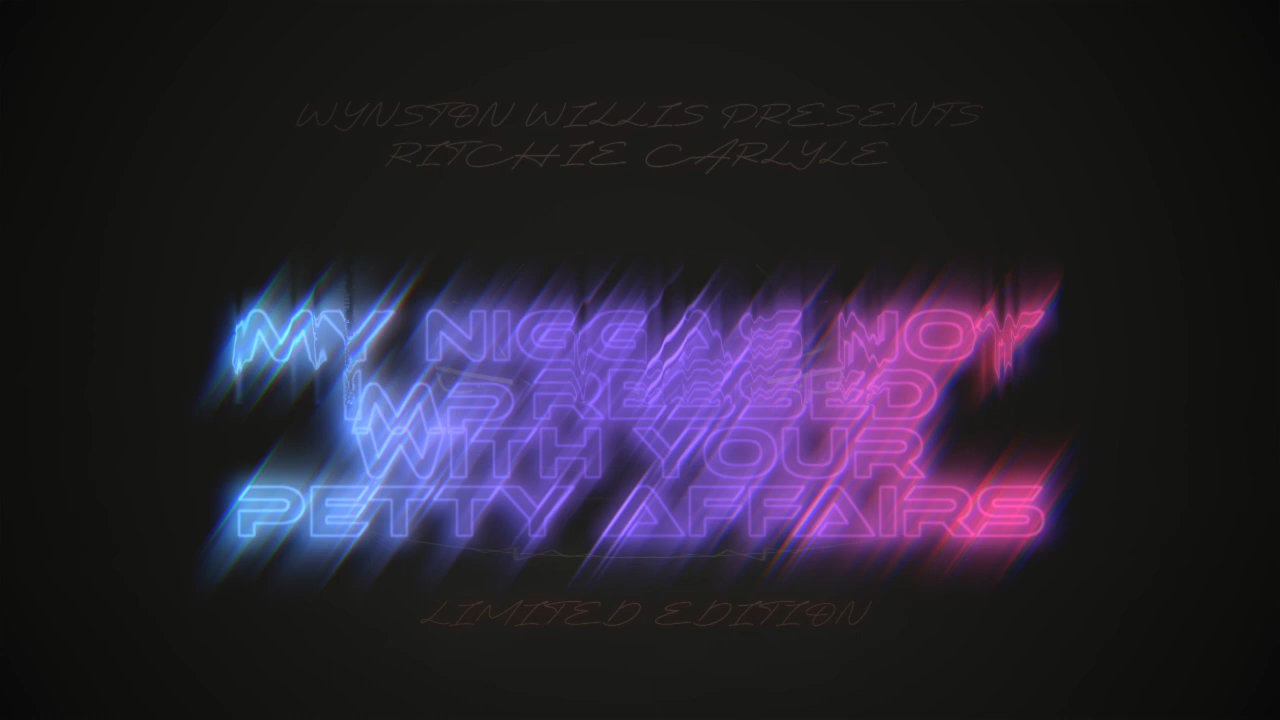 WYNSTON WILLIS PRESENTS
RITCHIE CARLYLE
MY NIGGAS NOT
IMPRESSED
WITH YOUR
PETTY AFFAIRS
LIMITED EDITION